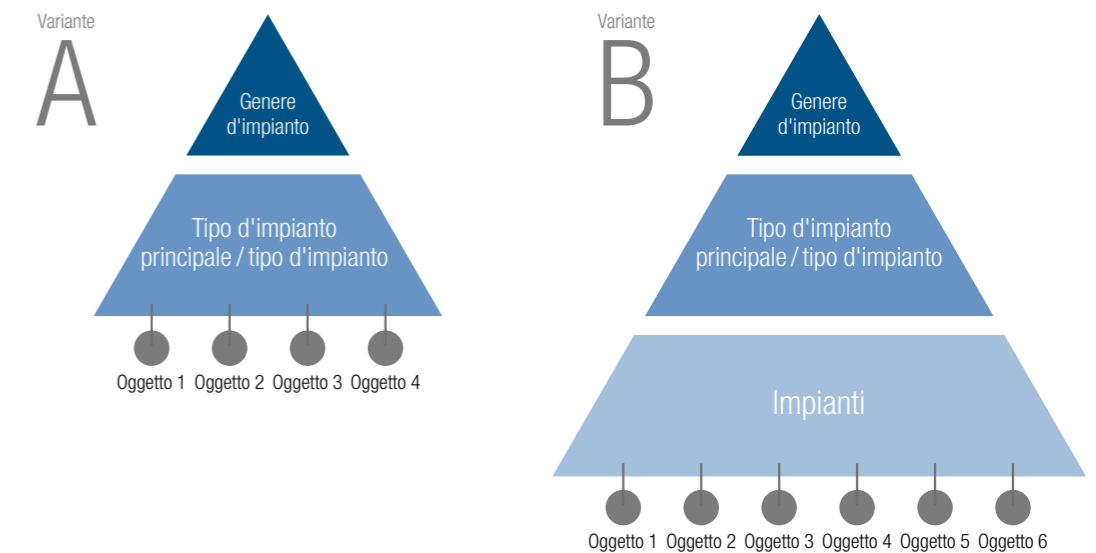 Variante
A
Genere
d'impianto
Tipo d'impianto
principale / tipo d'impianto
Oggetto 1 Oggetto 2 Oggetto 3 Oggetto 4
Variante
B
Genere
d'impianto
Tipo d'impianto
principale / tipo d'impianto
Impianti
Oggetto 1 Oggetto 2 Oggetto 3 Oggetto 4 Oggetto 5 Oggetto 6